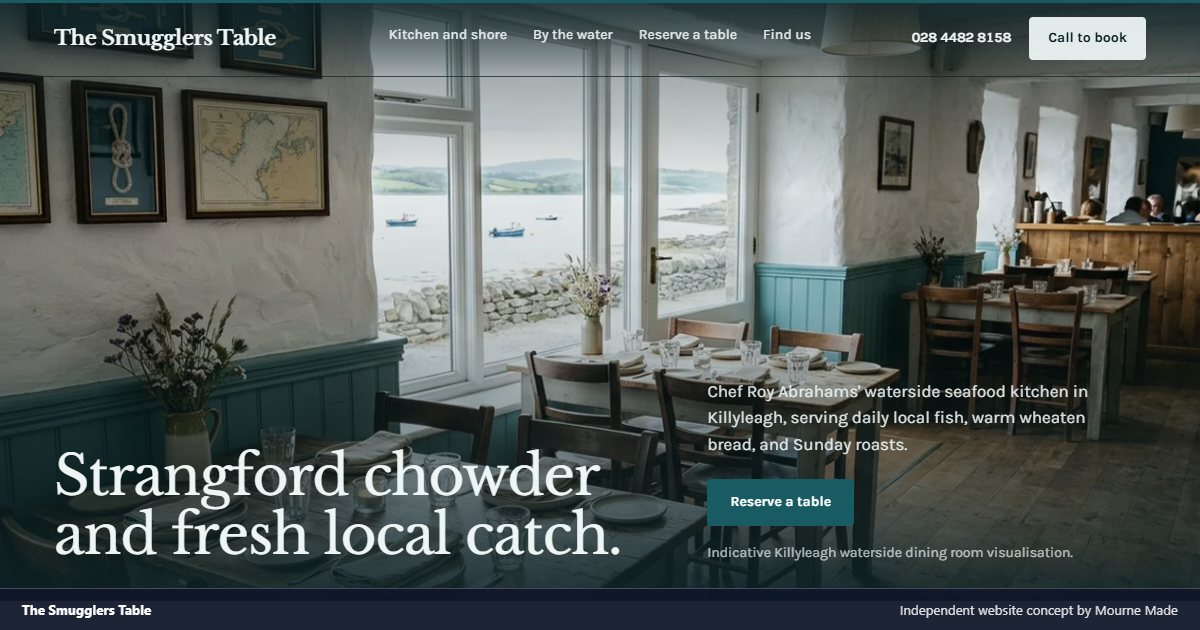 The Smugglers Table
Kitchen and shore
By the water
Reserve a table
Find us
028 4482 8158
Call to book
Strangford chowder
and fresh local catch.
Chef Roy Abrahams' waterside seafood kitchen in
Killyleagh, serving daily local fish, warm wheaten
bread, and Sunday roasts.
Reserve a table
Indicative Killyleagh waterside dining room visualisation.
The Smugglers Table
Independent website concept by Mourne Made